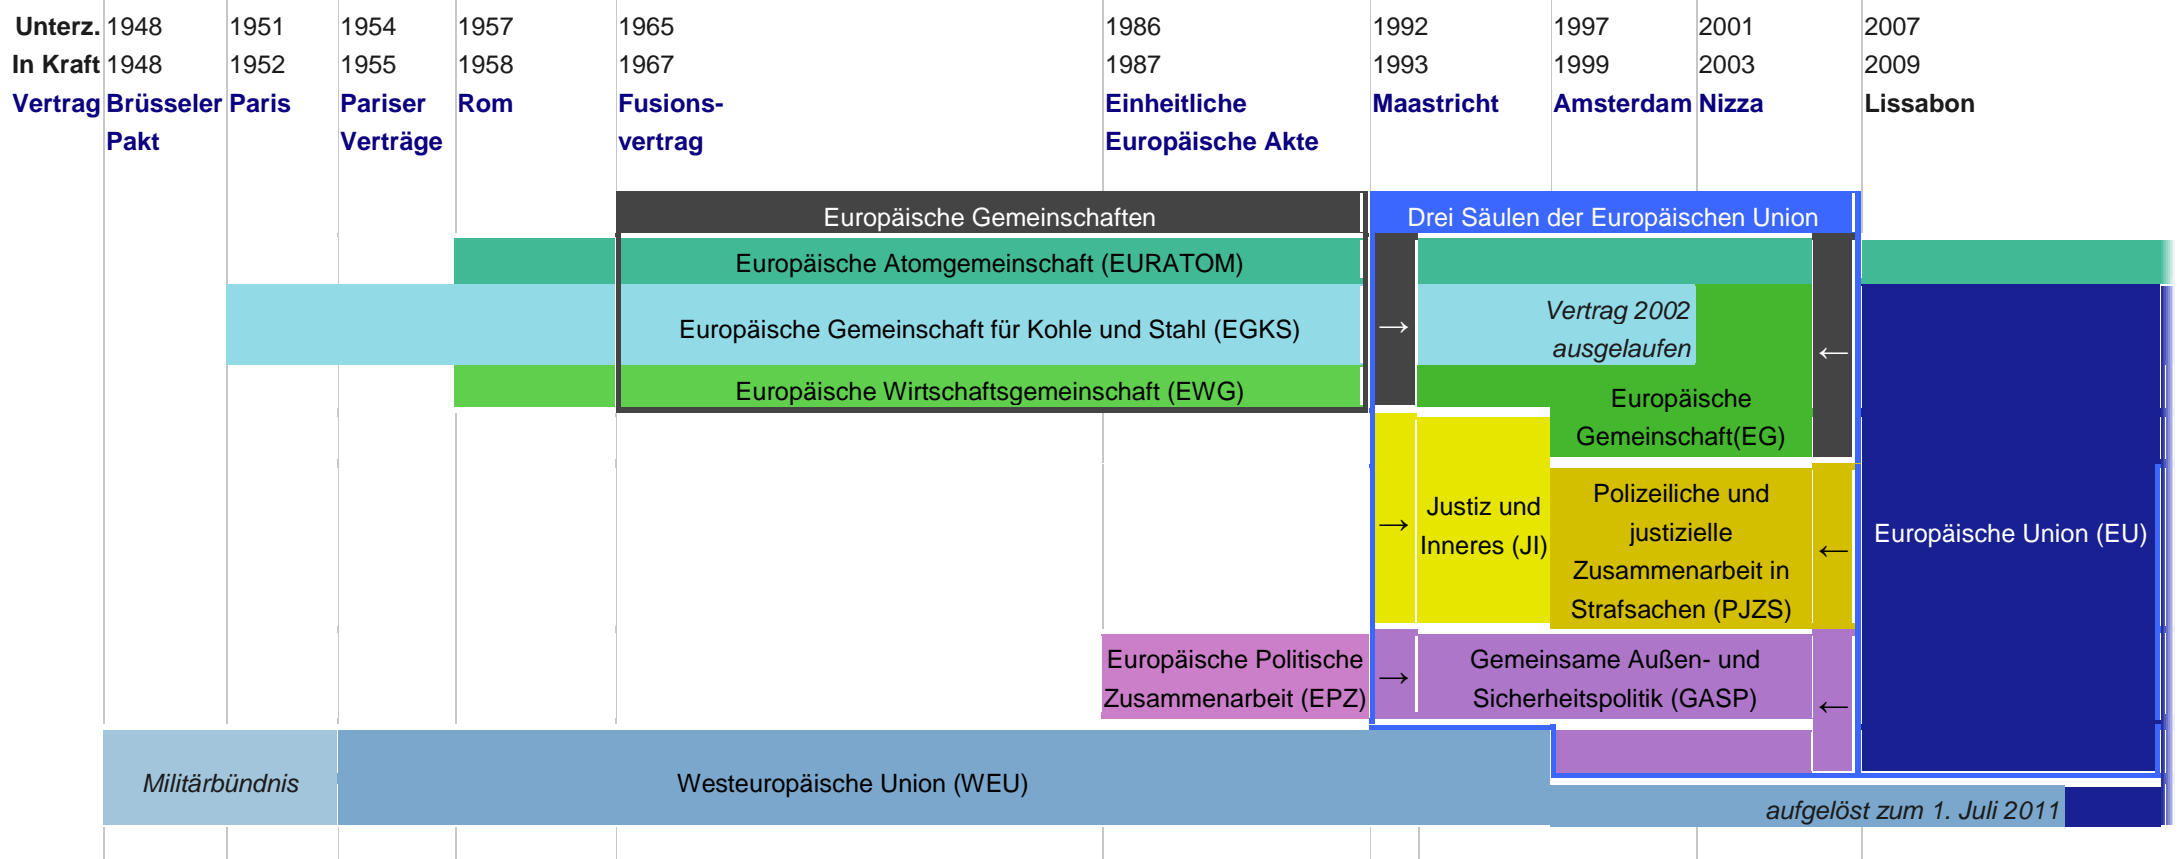 Unterz. 1948 1951 1954 1957 1965 1986 1992 1997 2001 2007
In Kraft 1948 1952 1955 1958 1967 1987 1993 1999 2003 2009
Vertrag Brüsseler Paris Pariser Rom Fusions- Einheitliche Maastricht Amsterdam Nizza Lissabon
Pakt Verträge vertrag Europäische Akte
Europäische Gemeinschaften
Drei Säulen der Europäischen Union
Europäische Atomgemeinschaft (EURATOM)
Europäische Gemeinschaft für Kohle und Stahl (EGKS)
→
Vertrag 2002
ausgelaufen
←
Europäische Wirtschaftsgemeinschaft (EWG)
Europäische
Gemeinschaft(EG)
→
Justiz und
Inneres (JI)
Polizeiliche und
justizielle
Zusammenarbeit in
Strafsachen (PJZS)
←
Europäische Union (EU)
Europäische Politische
Zusammenarbeit (EPZ)
→
Gemeinsame Außen- und
Sicherheitspolitik (GASP)
←
Militärbündnis
Westeuropäische Union (WEU)
aufgelöst zum 1. Juli 2011